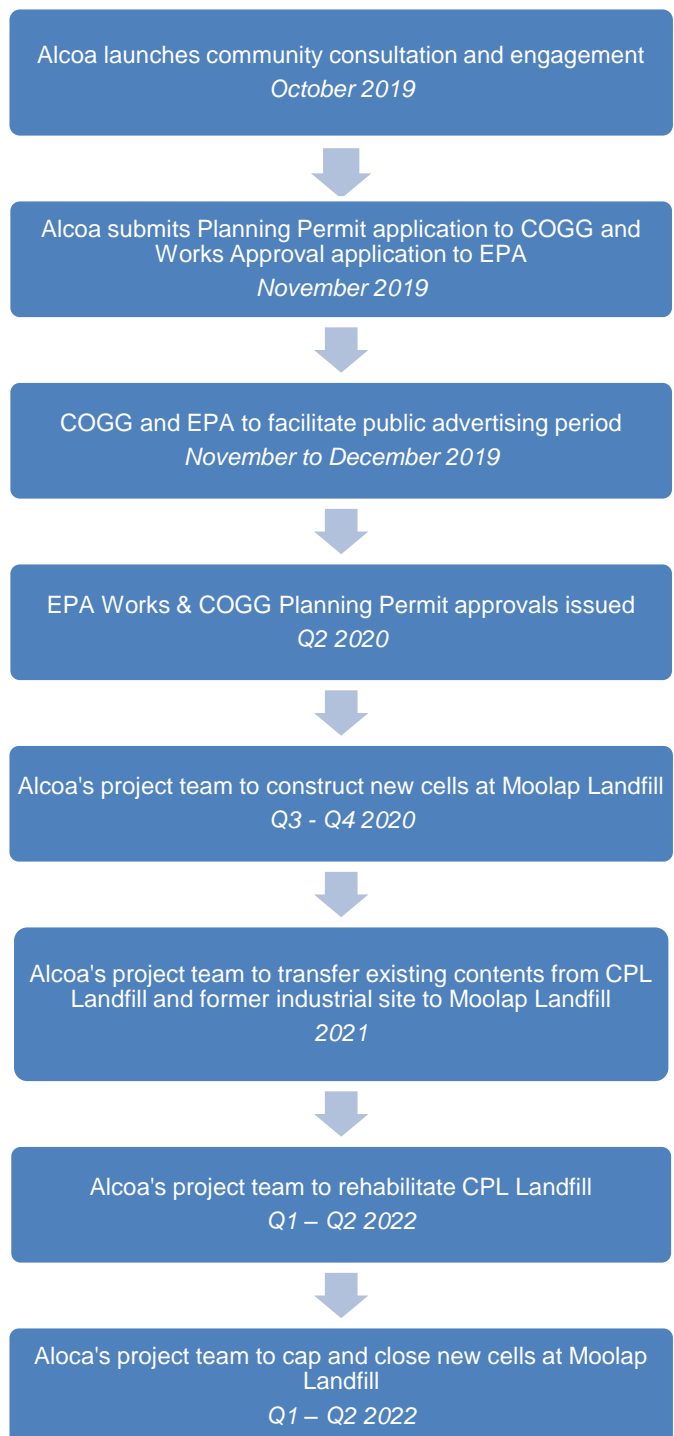 Alcoa launches community consultation and engagement
October 2019
Alcoa submits Planning Permit application to COGG and
Works Approval application to EPA
November 2019
COGG and EPA to facilitate public advertising period
November to December 2019
EPA Works & COGG Planning Permit approvals issued
Q2 2020
Alcoa's project team to construct new cells at Moolap Landfill
Q3 - Q4 2020
Alcoa's project team to transfer existing contents from CPL
Landfill and former industrial site to Moolap Landfill
2021
Alcoa's project team to rehabilitate CPL Landfill
Q1 – Q2 2022
Aloca's project team to cap and close new cells at Moolap
Landfill
Q1 – Q2 2022